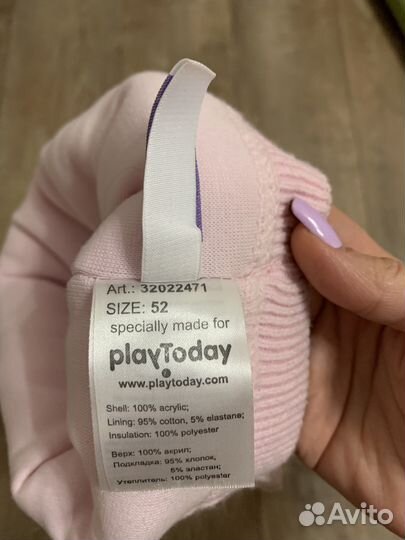 Art.: 32022471
SIZE: 52
specially made for
playToday
www.playtoday.com
Shell: 100% acrylic;
Lining: 95% cotton, 5% elastane;
Insulation: 100% polyester
Верх: 100% акрил;
Подкладка: 95% хлопок,
5% эластан;
Утеплитель: 100% polyester
Avito